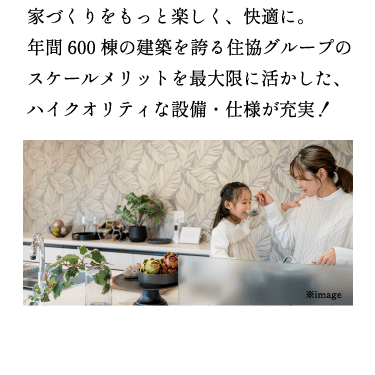 家づくりをもっと楽しく、快適に。
年間 600 棟の建築を誇る住協グループの
スケールメリットを最大限に活かした、
ハイクオリティな設備・仕様が充実！
※image